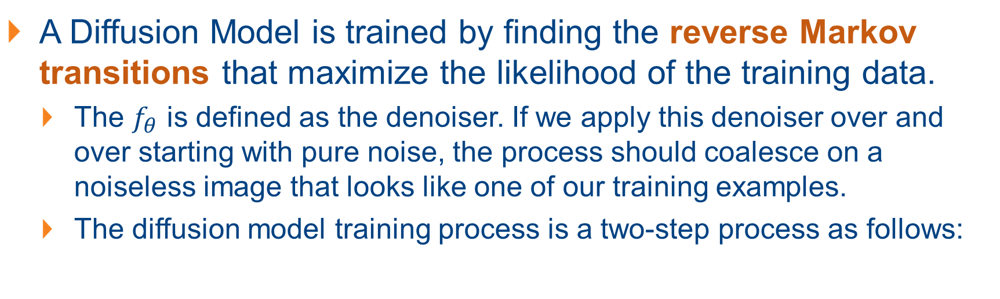 A Diffusion Model is trained by finding the reverse Markov
transitions that maximize the likelihood of the training data.
The f_θ is defined as the denoiser. If we apply this denoiser over and
over starting with pure noise, the process should coalesce on a
noiseless image that looks like one of our training examples.
The diffusion model training process is a two-step process as follows: